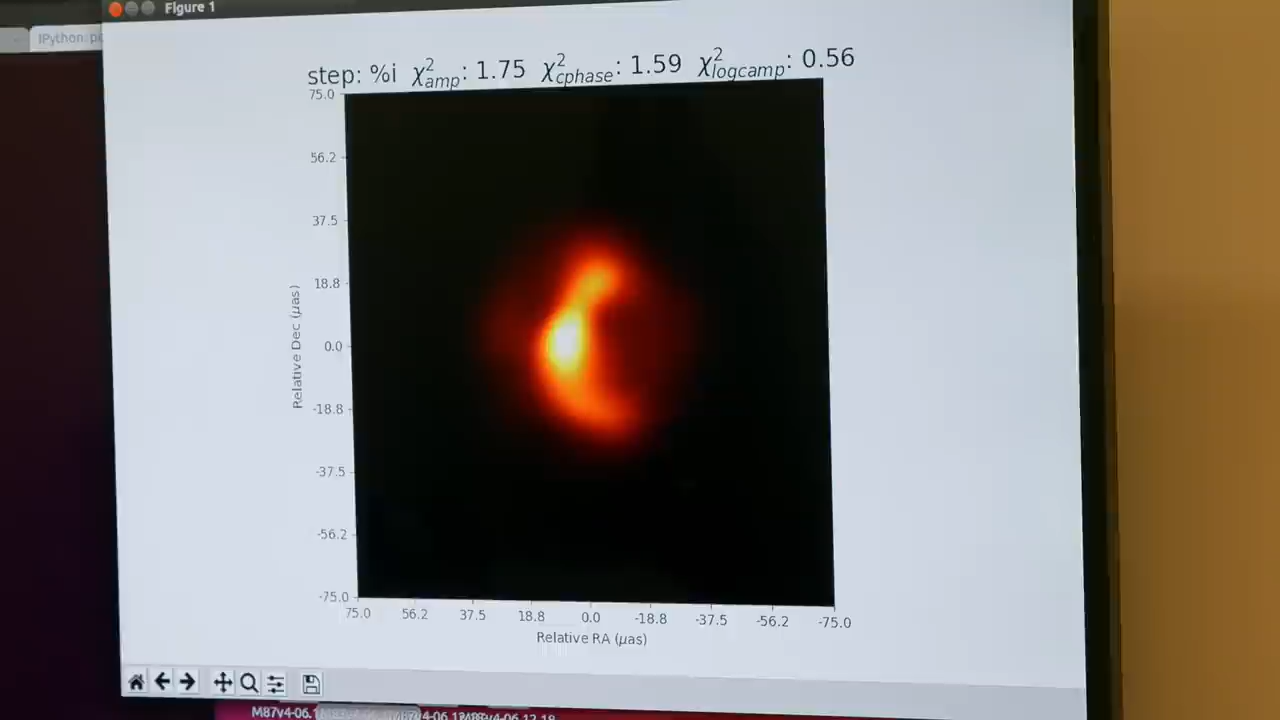 Figure 1
IPython:
step: %i χ²amp: 1.75 χ²cphase: 1.59 χ²logcamp: 0.56
75.0
56.2
37.5
18.8
0.0
-18.8
-37.5
-56.2
-75.0
Relative Dec (μas)
75.0 56.2 37.5 18.8 0.0 -18.8 -37.5 -56.2 -75.0
Relative RA (μas)